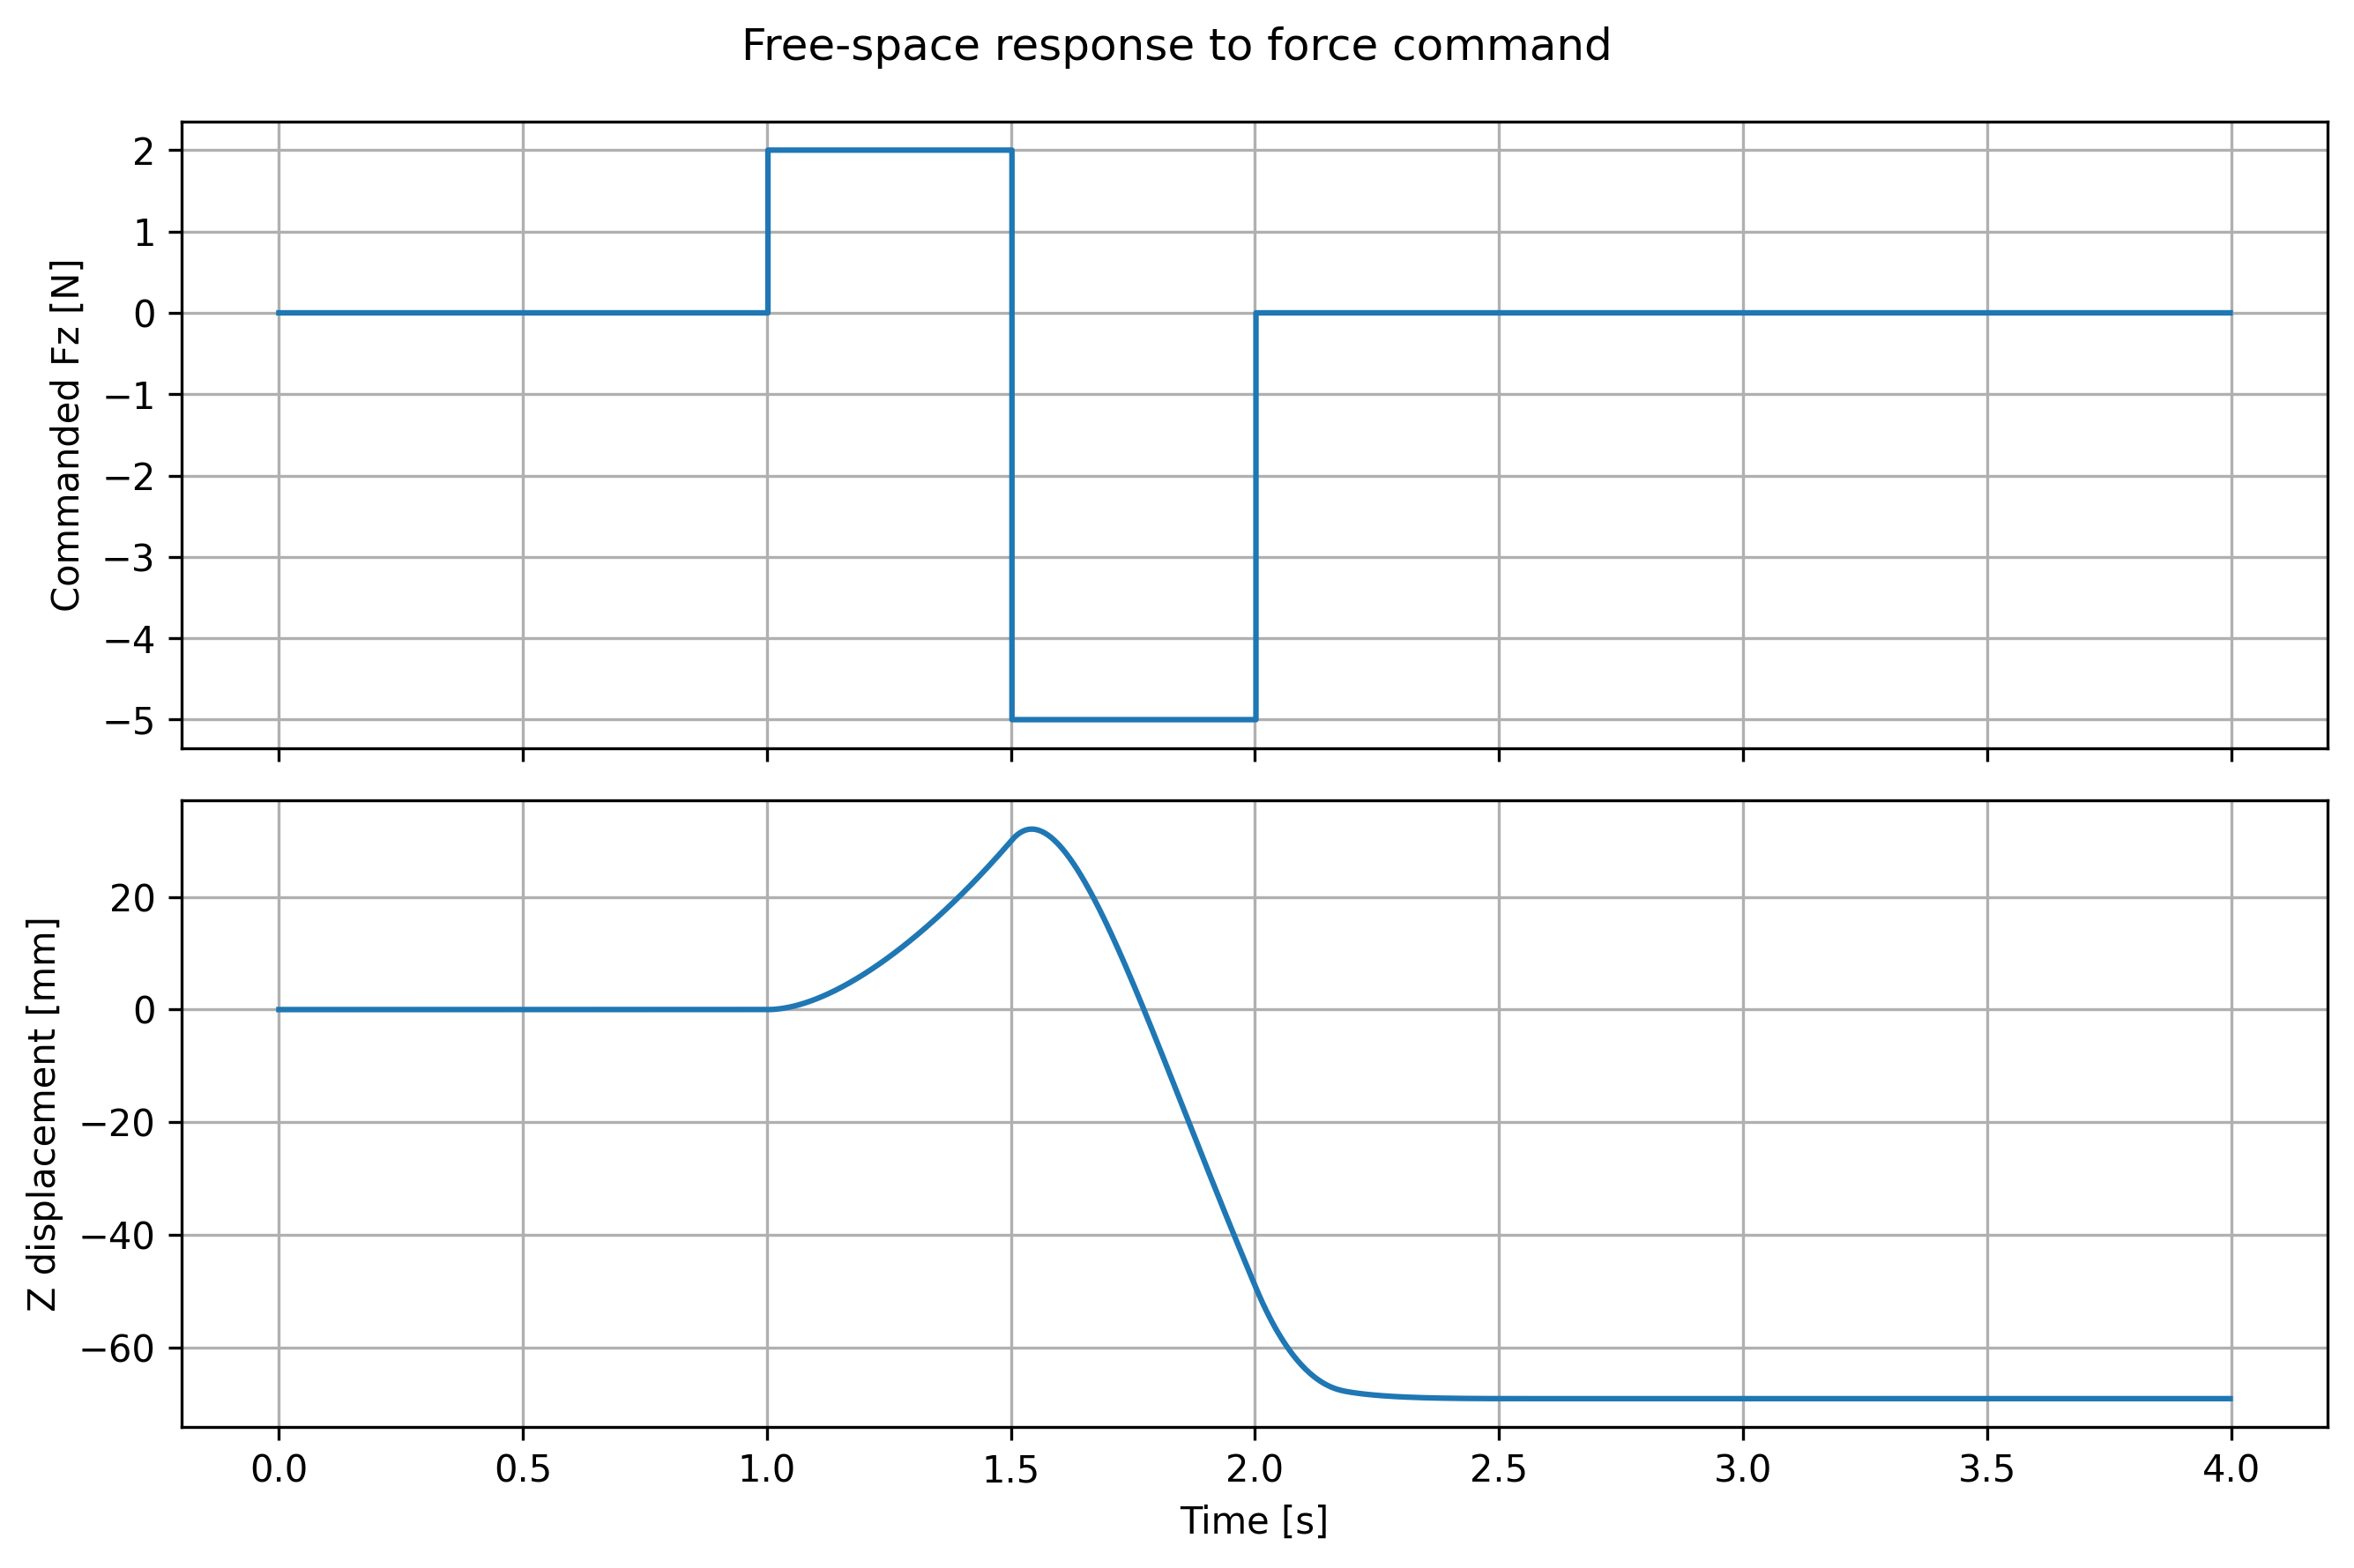 Free-space response to force command
Commanded Fz [N]
2
1
0
−1
−2
−3
−4
−5
Z displacement [mm]
20
0
−20
−40
−60
0.0 0.5 1.0 1.5 2.0 2.5 3.0 3.5 4.0
Time [s]